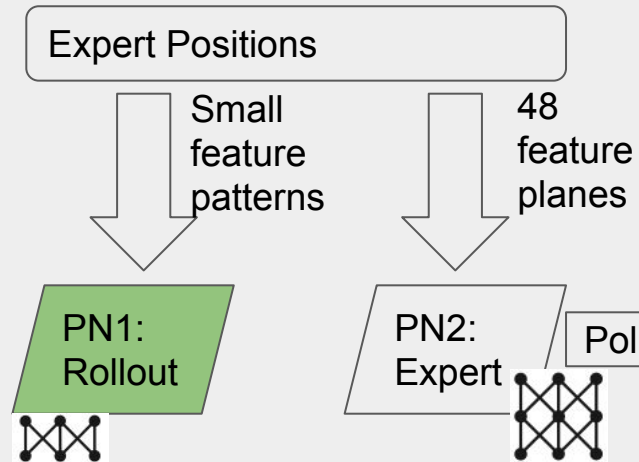 Expert Positions
Small
feature
patterns
48
feature
planes
PN1:
Rollout
PN2:
Expert
Pol